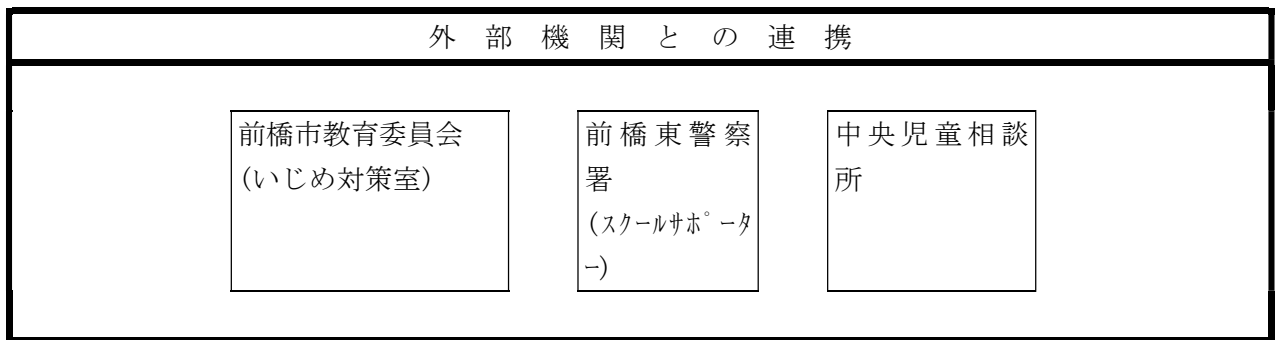 外部機関との連携
前橋市教育委員会
(いじめ対策室)
前橋東警察
署
(ｽｸｰﾙｻﾎﾟｰﾀ
ｰ)
中央児童相談
所